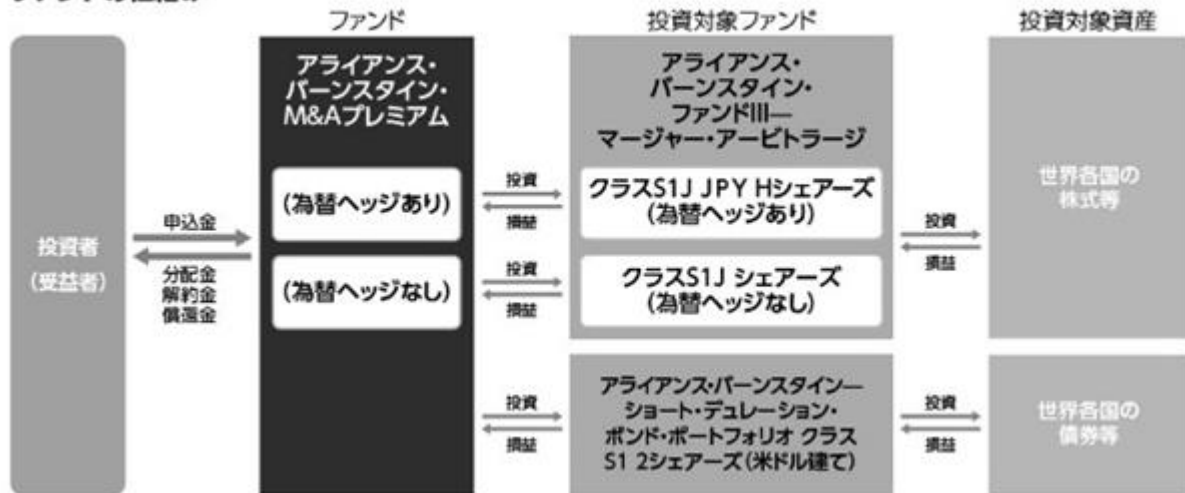 ファンド
投資対象ファンド
投資対象資産
投資者
(受益者)
申込金
分配金
解約金
償還金
アライアンス・
バーンスタイン・
M&Aプレミアム
(為替ヘッジあり)
(為替ヘッジなし)
投資
損益
投資
損益
投資
損益
アライアンス・
バーンスタイン・
ファンドIII―
マージャー・アービトラージ
クラスS1J JPY Hシェアーズ
(為替ヘッジあり)
クラスS1J シェアーズ
(為替ヘッジなし)
アライアンス・バーンスタイン―
ショート・デュレーション・
ボンド・ポートフォリオ クラス
S1 2シェアーズ(米ドル建て)
投資
損益
投資
損益
世界各国の
株式等
世界各国の
債券等